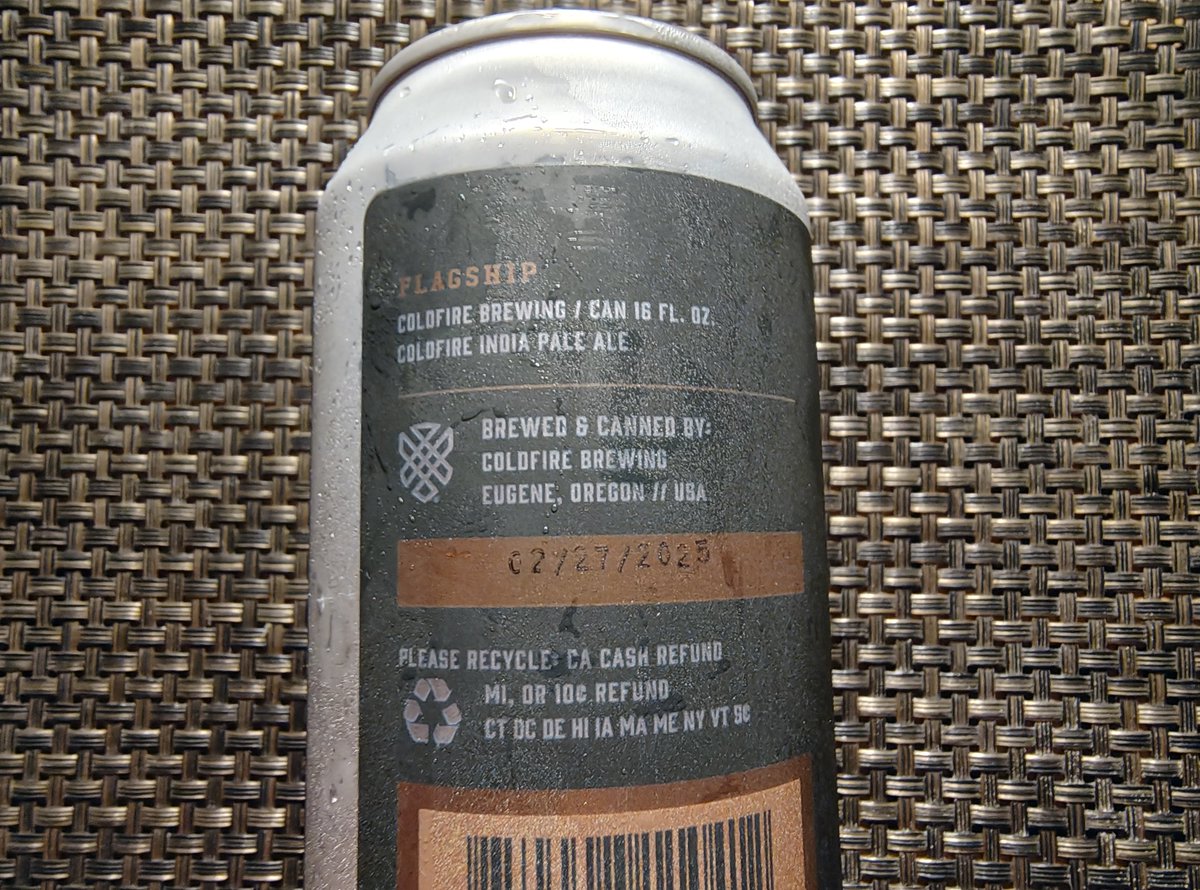 FLAGSHIP
COLDFIRE BREWING / CAN 16 FL. OZ.
COLDFIRE INDIA PALE ALE
BREWED & CANNED BY:
COLDFIRE BREWING
EUGENE, OREGON // USA
02/27/2025
PLEASE RECYCLE: CA CASH REFUND
MI, OR 10¢ REFUND
CT DC DE HI IA MA ME NY VT 5¢